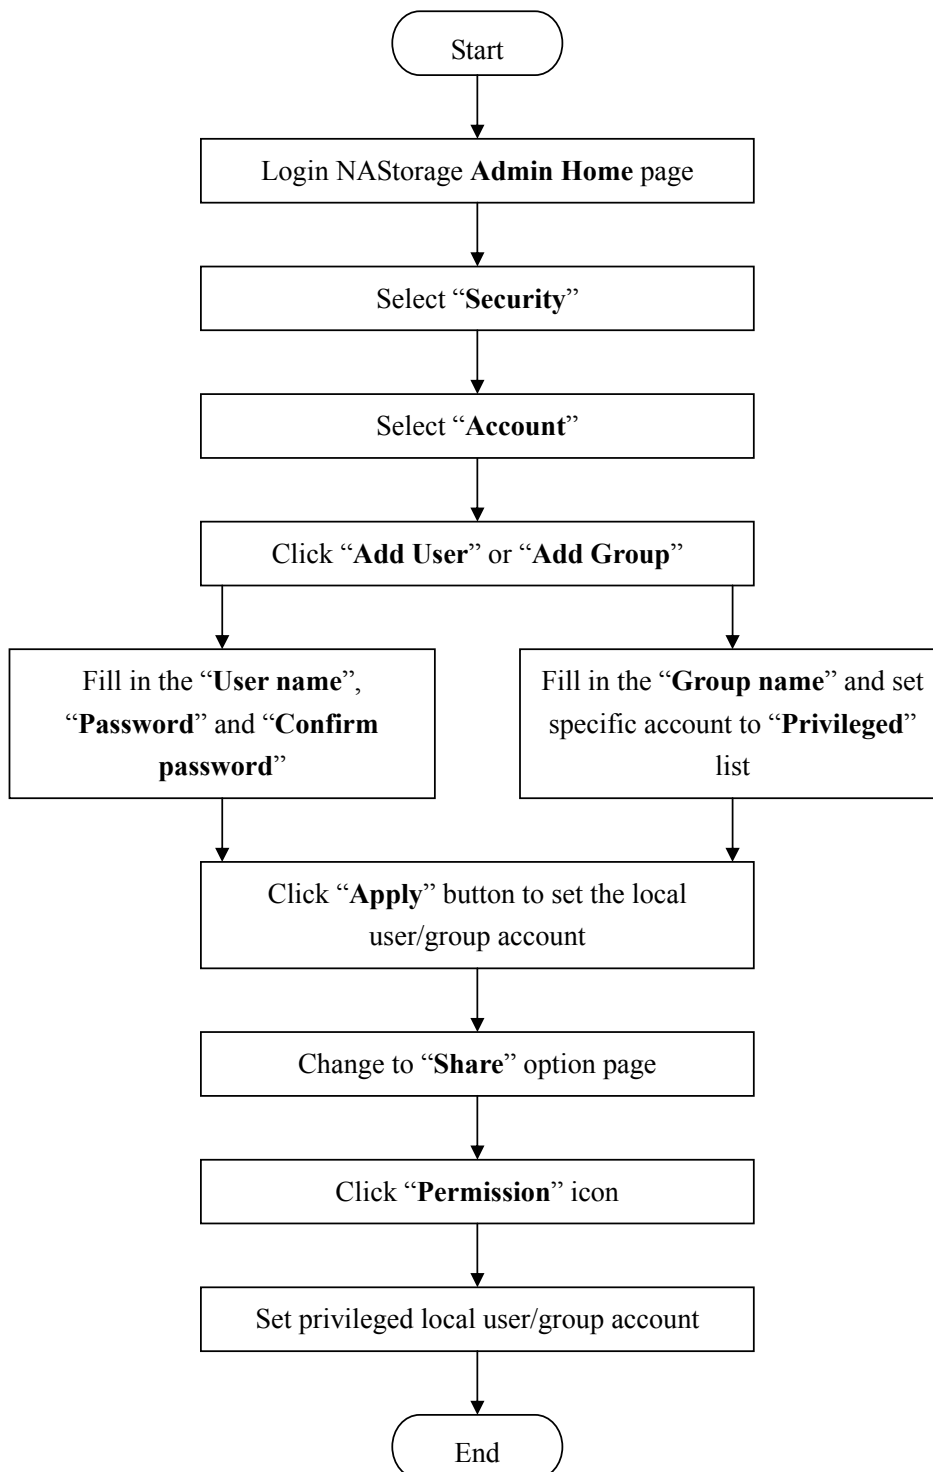 Start
Login NAStorage Admin Home page
Select “Security”
Select “Account”
Click “Add User” or “Add Group”
Fill in the “User name”,
“Password” and “Confirm
password”
Fill in the “Group name” and set
specific account to “Privileged”
list
Click “Apply” button to set the local
user/group account
Change to “Share” option page
Click “Permission” icon
Set privileged local user/group account
End